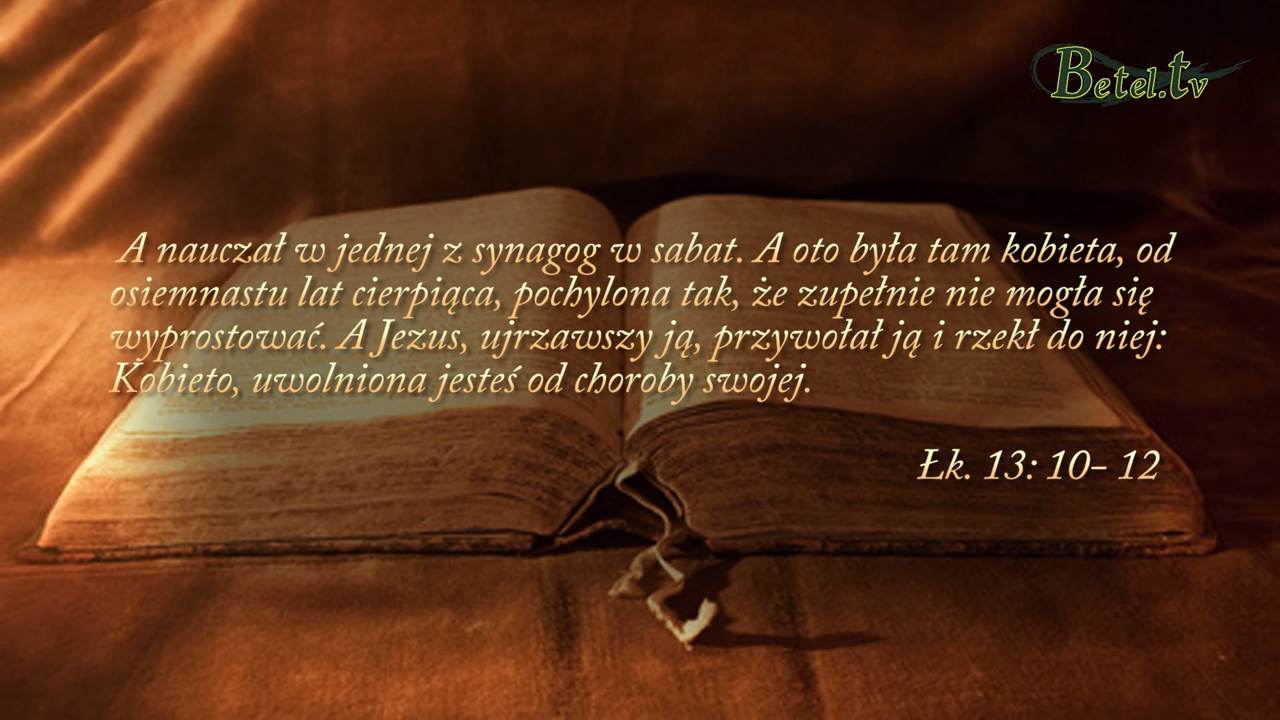 Betel.tv
A nauczał w jednej z synagog w sabat. A oto była tam kobieta, od
osiemnastu lat cierpiąca, pochylona tak, że zupełnie nie mogła się
wyprostować. A Jezus, ujrzawszy ją, przywołał ją i rzekł do niej:
Kobieto, uwolniona jesteś od choroby swojej.
Łk. 13: 10- 12